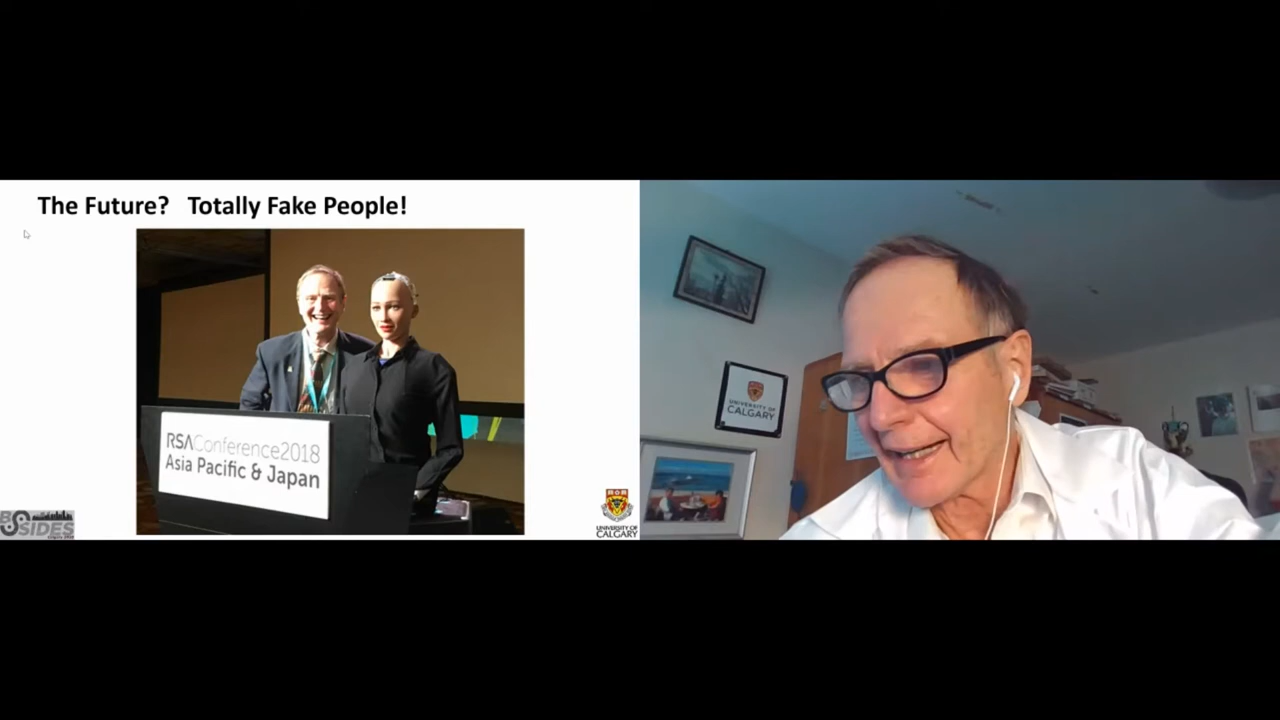 The Future? Totally Fake People!
RSAConference2018
Asia Pacific & Japan
BSIDES
UNIVERSITY OF
CALGARY
UNIVERSITY OF
CALGARY